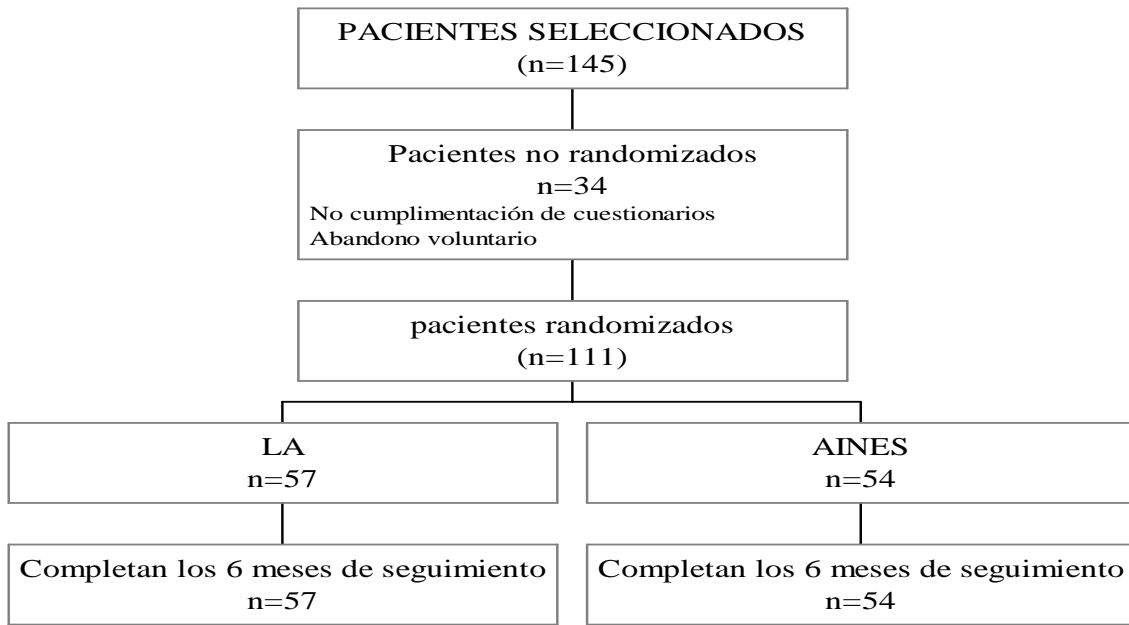 PACIENTES SELECCIONADOS
(n=145)
Pacientes no randomizados
n=34
No cumplimentación de cuestionarios
Abandono voluntario
pacientes randomizados
(n=111)
LA
n=57
AINES
n=54
Completan los 6 meses de seguimiento
n=57
Completan los 6 meses de seguimiento
n=54